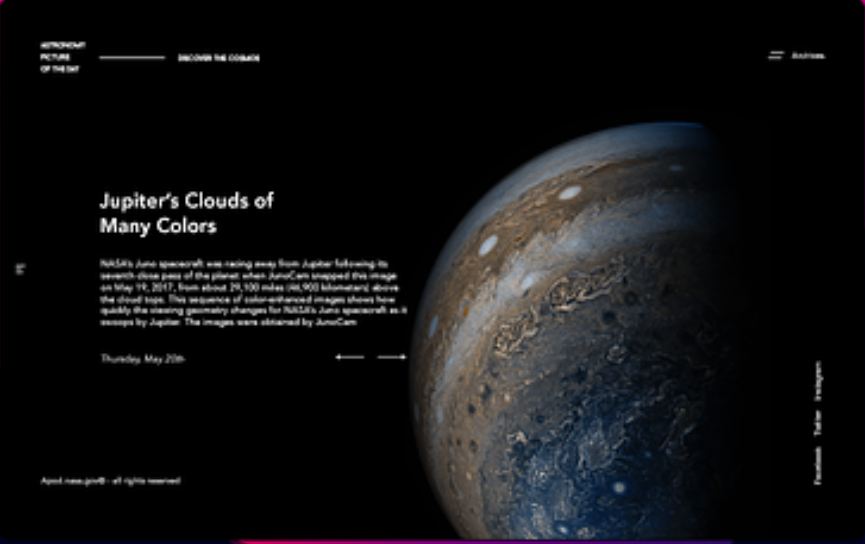 ASTRONOMY
PICTURE
OF THE DAY
DISCOVER THE COSMOS
Archives.
Jupiter's Clouds of
Many Colors
NASA's Juno spacecraft was racing away from Jupiter following its
seventh close pass of the planet when JunoCam snapped this image
on May 19, 2017, from about 29,100 miles (46,900 kilometers) above
the cloud tops. This sequence of color-enhanced images shows how
quickly the viewing geometry changes for NASA's Juno spacecraft as it
swoops by Jupiter. The images were obtained by JunoCam
Thursday, May 20th
Apod.nasa.gov® - all rights reserved
Facebook Twitter Instagram